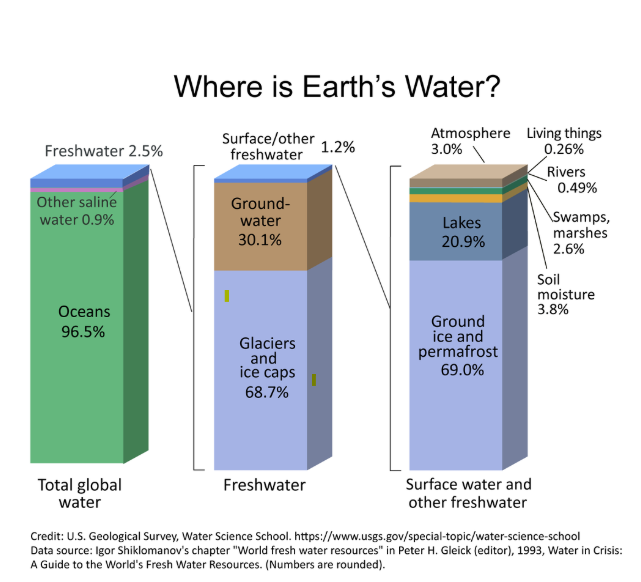 Where is Earth's Water?
Freshwater 2.5%
Other saline
water 0.9%
Oceans
96.5%
Total global
water
Surface/other
freshwater
1.2%
Ground-
water
30.1%
Glaciers
and
ice caps
68.7%
Freshwater
Atmosphere
3.0%
Living things
0.26%
Rivers
0.49%
Swamps,
marshes
2.6%
Soil
moisture
3.8%
Lakes
20.9%
Ground
ice and
permafrost
69.0%
Surface water and
other freshwater
Credit: U.S. Geological Survey, Water Science School. https://www.usgs.gov/special-topic/water-science-school
Data source: Igor Shiklomanov's chapter "World fresh water resources" in Peter H. Gleick (editor), 1993, Water in Crisis:
A Guide to the World's Fresh Water Resources. (Numbers are rounded).